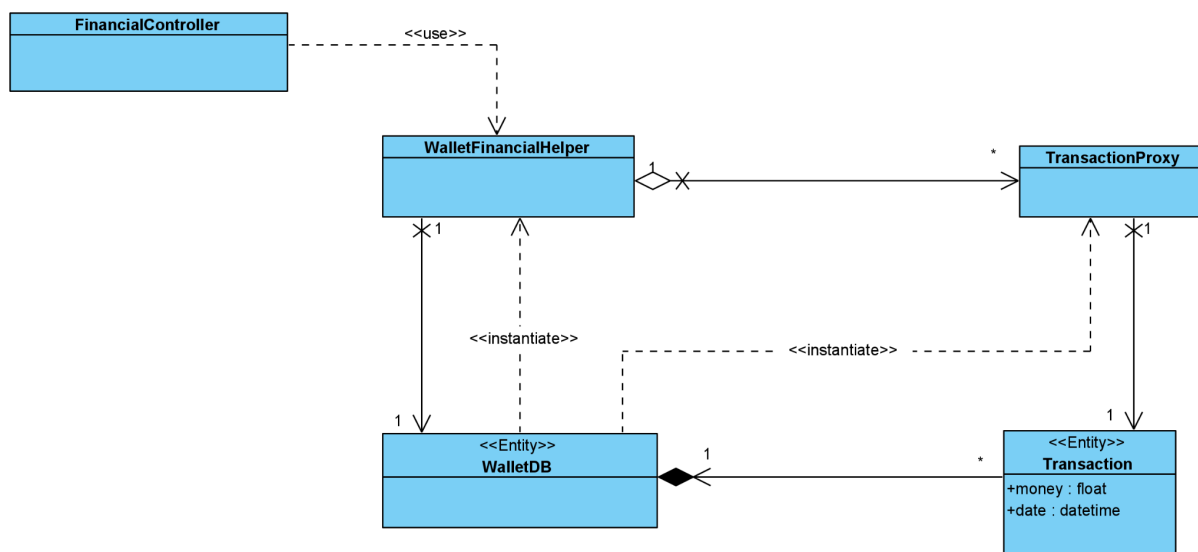 FinancialController
<<use>>
WalletFinancialHelper
1
*
TransactionProxy
1
1
<<instantiate>>
<<instantiate>>
1
1
<<Entity>>
WalletDB
1
*
<<Entity>>
Transaction
+money : float
+date : datetime